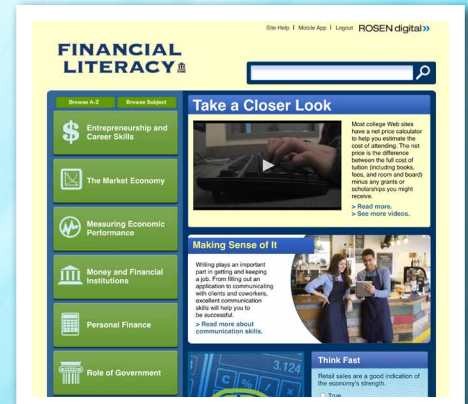 Site Help | Mobile App | Logout ROSEN digital»
FINANCIAL
LITERACY
Browse A-Z Browse Subject
Entrepreneurship and
Career Skills
The Market Economy
Measuring Economic
Performance
Money and Financial
Institutions
Personal Finance
Role of Government
Take a Closer Look
Most college Web sites
have a net price calculator
to help you estimate the
cost of attending. The net
price is the difference
between the full cost of
tuition (including books,
fees, and room and board)
minus any grants or
scholarships you might
receive.
> Read more.
> See more videos.
Making Sense of It
Writing plays an important
part in getting and keeping
a job. From filling out an
application to communicating
with clients and coworkers,
excellent communication
skills will help you to
be successful.
> Read more about
communication skills.
3.124
C % √
Think Fast
Retail sales are a good indication of
the economy's strength.
True